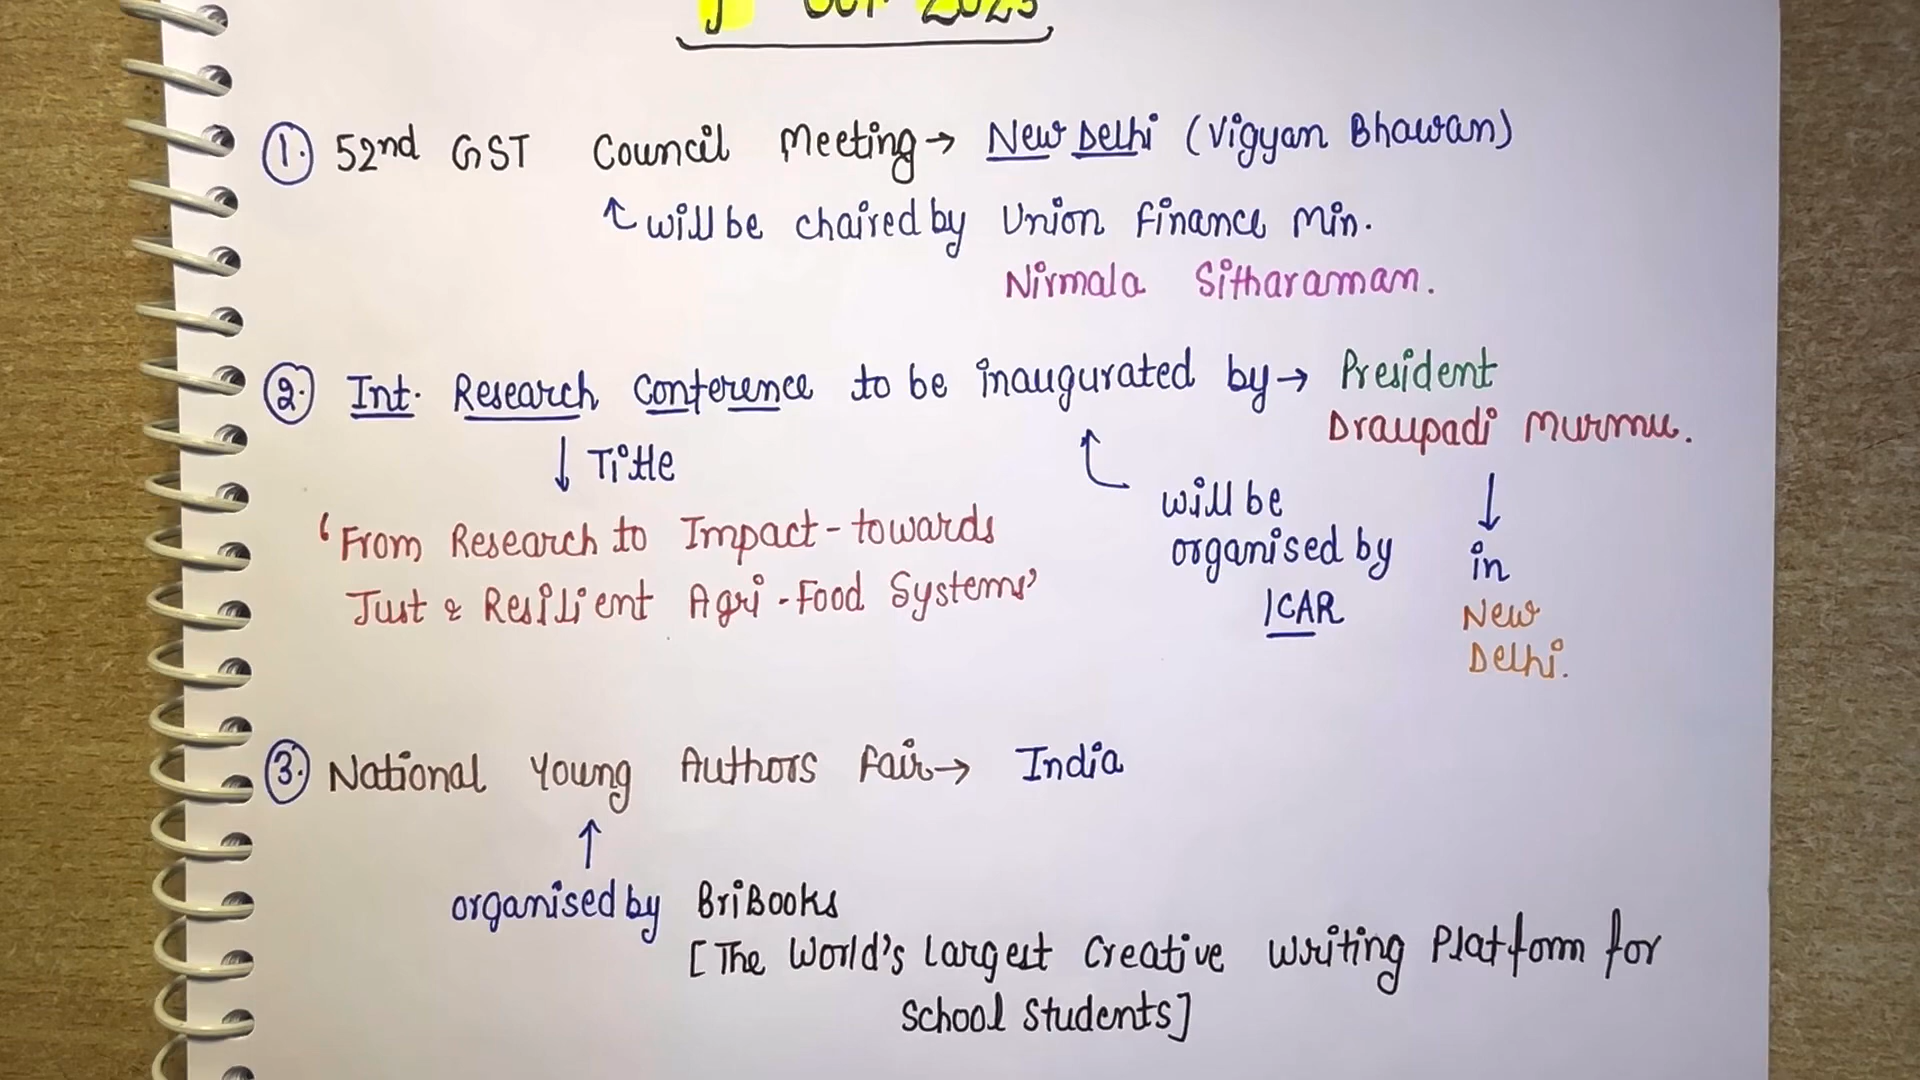 Oct 2023
1. 52nd GST Council Meeting → New Delhi (Vigyan Bhawan)
will be chaired by Union Finance Min.
Nirmala Sitharaman.
2. Int. Research Conference to be inaugurated by → President
Draupadi Murmu.
↓ Title
'From Research to Impact - towards
Just & Resilient Agri - Food Systems'
will be
organised by
ICAR
in
New
Delhi.
3. National Young Authors Fair → India
organised by BriBooks
[The World's Largest Creative Writing Platform for
School Students]